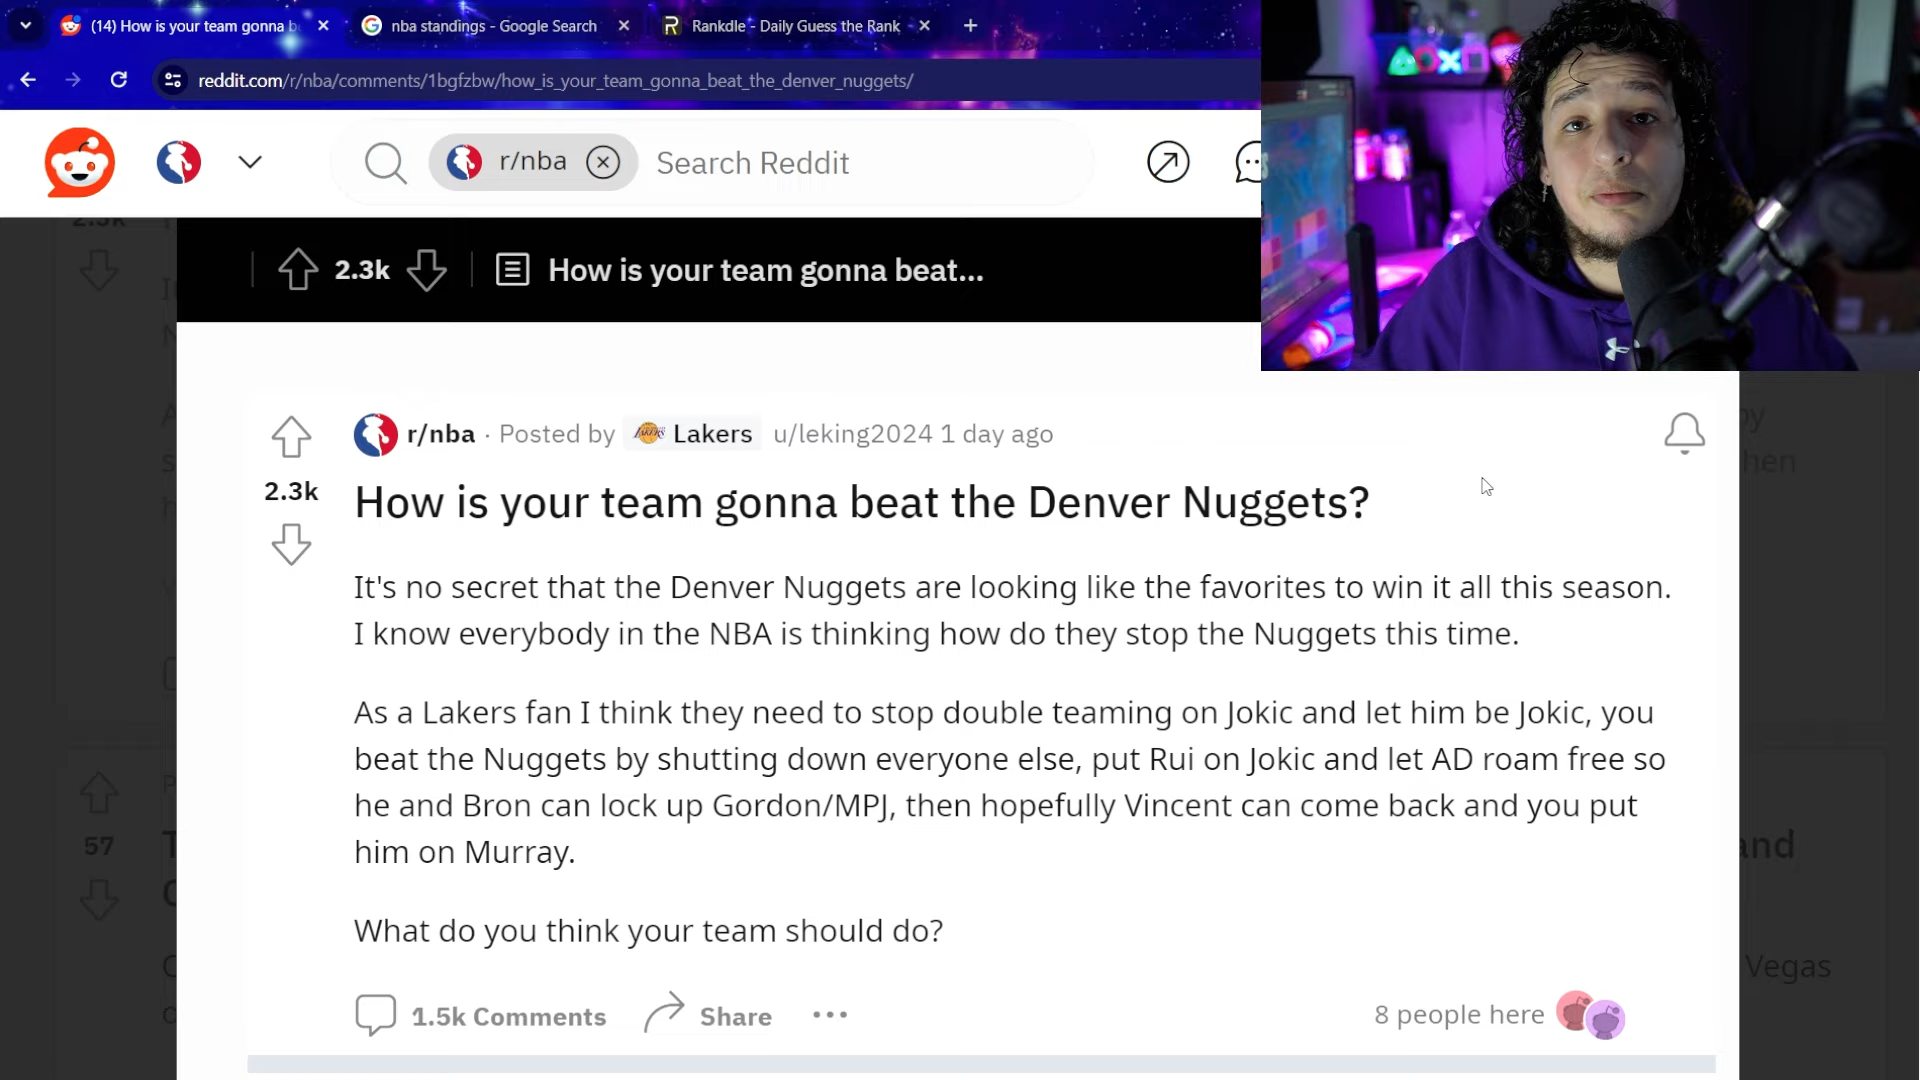 (14) How is your team gonna b
nba standings - Google Search
Rankdle - Daily Guess the Rank
reddit.com/r/nba/comments/1bgfzbw/how_is_your_team_gonna_beat_the_denver_nuggets/
r/nba
Search Reddit
2.3k
How is your team gonna beat...
r/nba · Posted by Lakers u/leking2024 1 day ago
2.3k
How is your team gonna beat the Denver Nuggets?
It's no secret that the Denver Nuggets are looking like the favorites to win it all this season.
I know everybody in the NBA is thinking how do they stop the Nuggets this time.
As a Lakers fan I think they need to stop double teaming on Jokic and let him be Jokic, you
beat the Nuggets by shutting down everyone else, put Rui on Jokic and let AD roam free so
he and Bron can lock up Gordon/MPJ, then hopefully Vincent can come back and you put
him on Murray.
What do you think your team should do?
1.5k Comments
Share
8 people here
57
and
Vegas